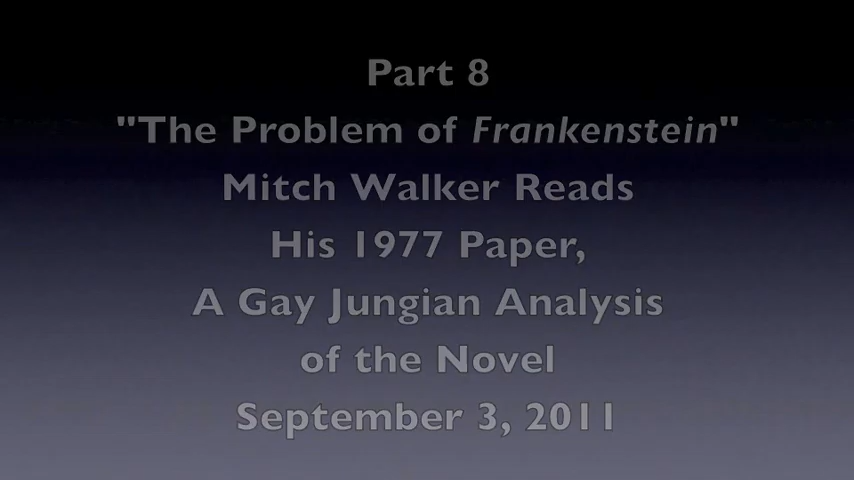 Part 8
"The Problem of Frankenstein"
Mitch Walker Reads
His 1977 Paper,
A Gay Jungian Analysis
of the Novel
September 3, 2011